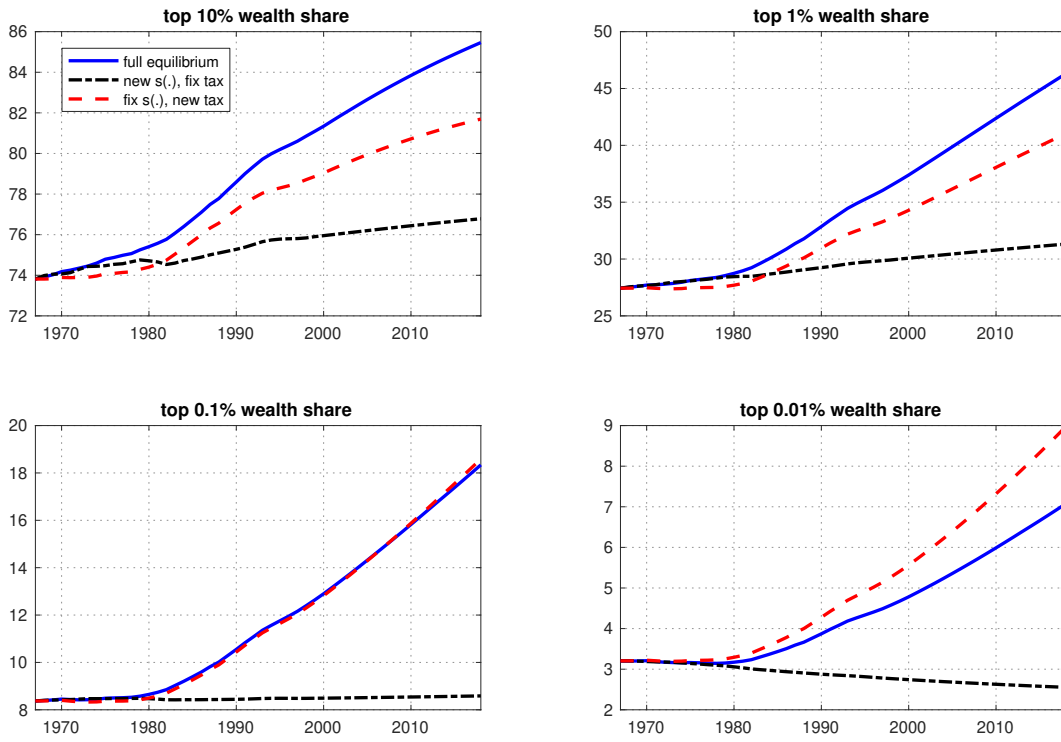 top 10% wealth share
86
84
82
80
78
76
74
72
full equilibrium
new s(.), fix tax
fix s(.), new tax
1970 1980 1990 2000 2010
top 1% wealth share
50
45
40
35
30
25
1970 1980 1990 2000 2010
top 0.1% wealth share
20
18
16
14
12
10
8
1970 1980 1990 2000 2010
top 0.01% wealth share
9
8
7
6
5
4
3
2
1970 1980 1990 2000 2010